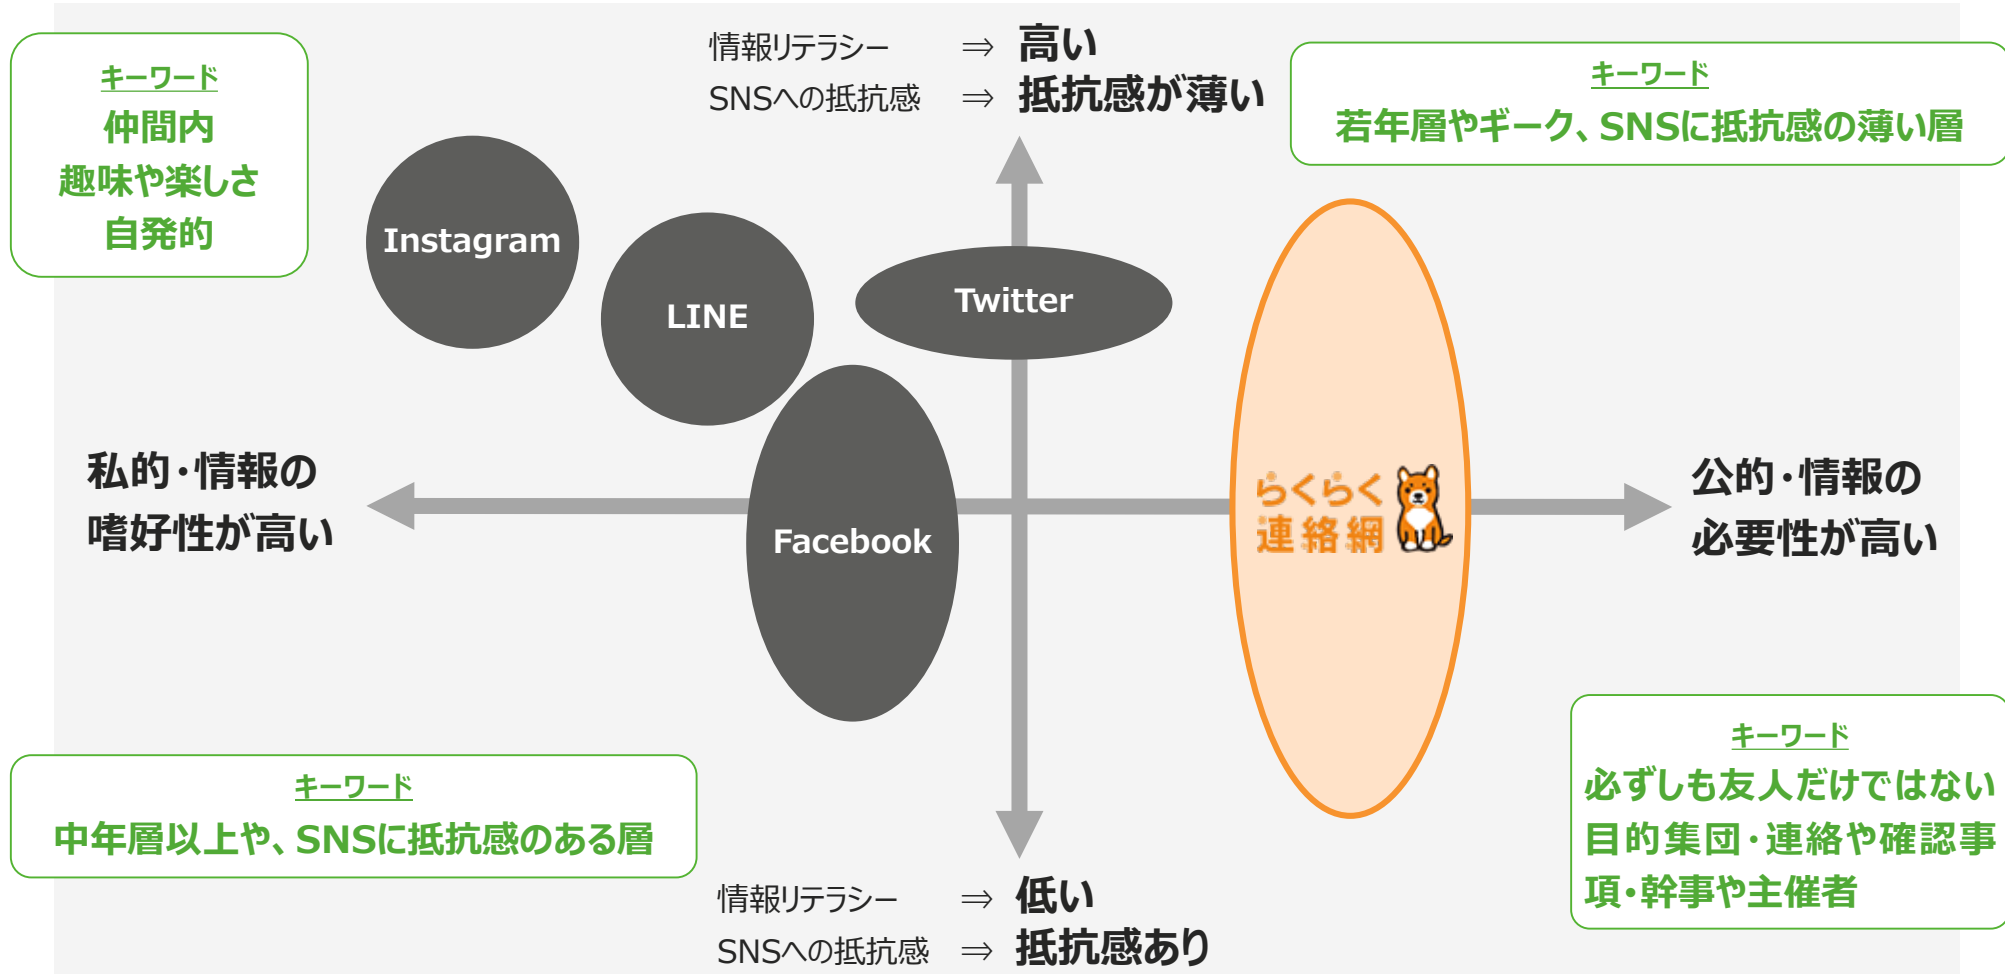 情報リテラシー ⇒ 高い
SNSへの抵抗感 ⇒ 抵抗感が薄い
キーワード
仲間内
趣味や楽しさ
自発的
キーワード
若年層やギーク、SNSに抵抗感の薄い層
Instagram
LINE
Twitter
Facebook
らくらく
連絡網
私的・情報の
嗜好性が高い
公的・情報の
必要性が高い
キーワード
中年層以上や、SNSに抵抗感のある層
キーワード
必ずしも友人だけではない
目的集団・連絡や確認事
項・幹事や主催者
情報リテラシー ⇒ 低い
SNSへの抵抗感 ⇒ 抵抗感あり